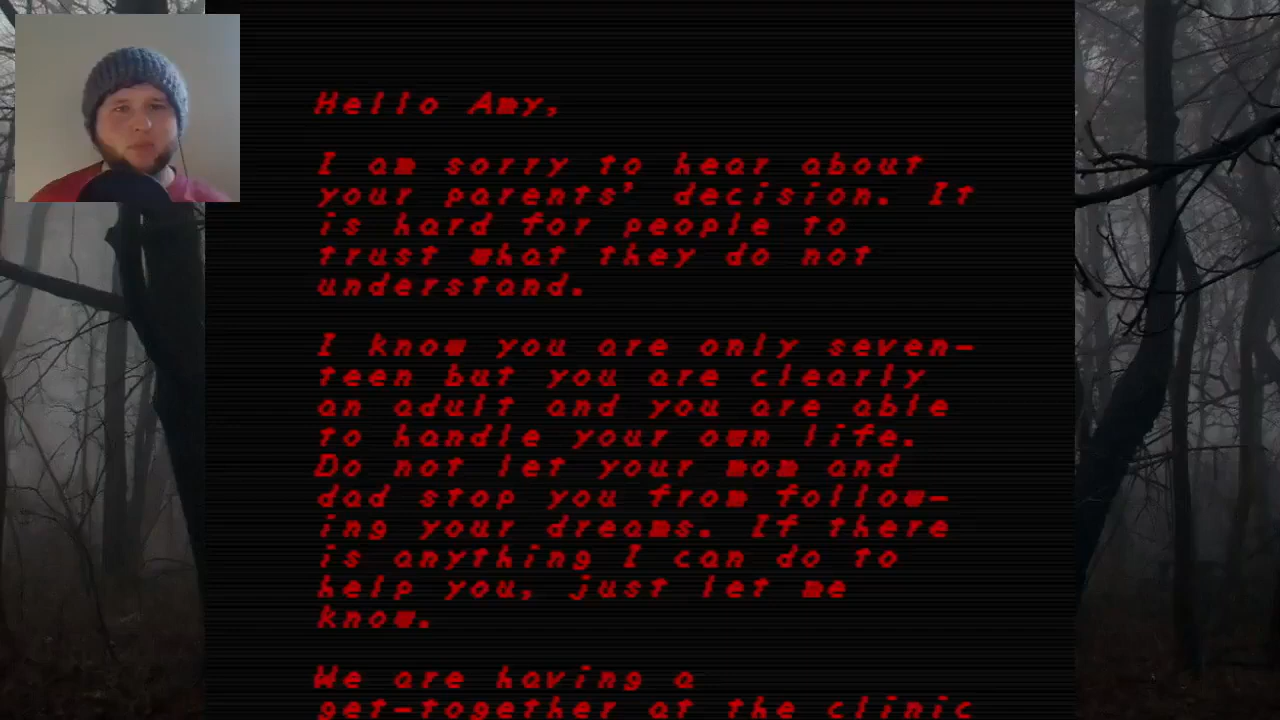 Hello Amy,
I am sorry to hear about
your parents' decision. It
is hard for people to
trust what they do not
understand.
I know you are only seven-
teen but you are clearly
an adult and you are able
to handle your own life.
Do not let your mom and
dad stop you from follow-
ing your dreams. If there
is anything I can do to
help you, just let me
know.
We are having a
get-together at the clinic